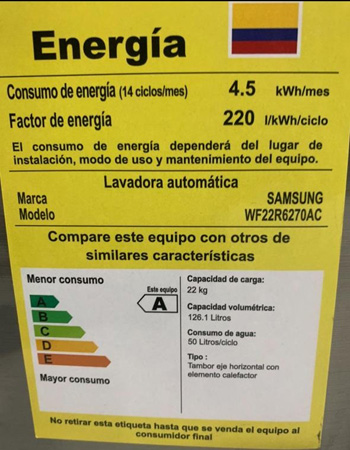 Energía
Consumo de energía (14 ciclos/mes) 4.5 kWh/mes
Factor de energía 220 l/kWh/ciclo
El consumo de energía dependerá del lugar de
instalación, modo de uso y mantenimiento del equipo.
Lavadora automática
Marca SAMSUNG
Modelo WF22R6270AC
Compare este equipo con otros de
similares características
Menor consumo
Este equipo
A
A
B
C
D
E
Mayor consumo
Capacidad de carga:
22 kg
Capacidad volumétrica:
126.1 Litros
Consumo de agua:
50 Litros/ciclo
Tipo :
Tambor eje horizontal con
elemento calefactor
No retirar esta etiqueta hasta que se venda el equipo al
consumidor final